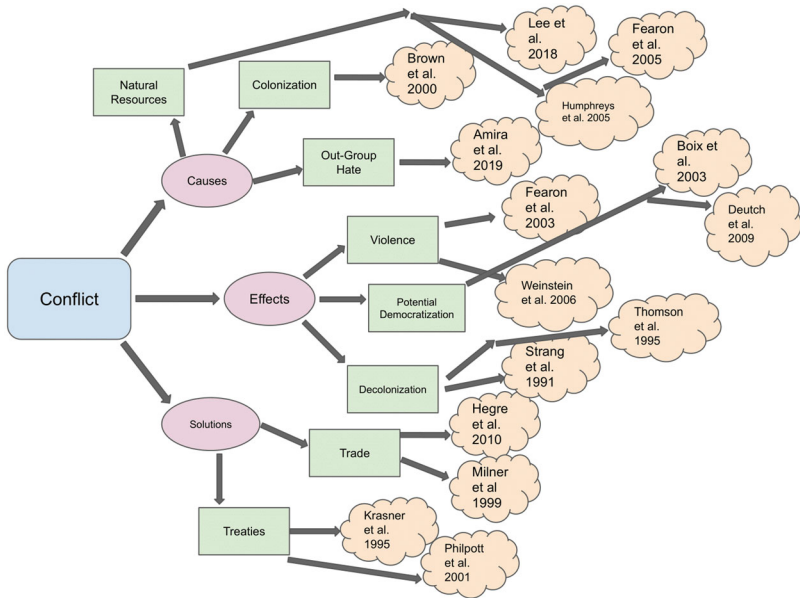 Lee et
al.
2018
Fearon
et al.
2005
Brown
et al.
2000
Natural
Resources
Colonization
Humphreys
et al. 2005
Amira
et al.
2019
Boix et
al.
2003
Out-Group
Hate
Causes
Fearon
et al.
2003
Deutch
et al.
2009
Violence
Conflict
Effects
Potential
Democratization
Weinstein
et al. 2006
Thomson
et al.
1995
Strang
et al.
1991
Decolonization
Solutions
Hegre
et al.
2010
Trade
Milner
et al
1999
Treaties
Krasner
et al.
1995
Philpott
et al.
2001